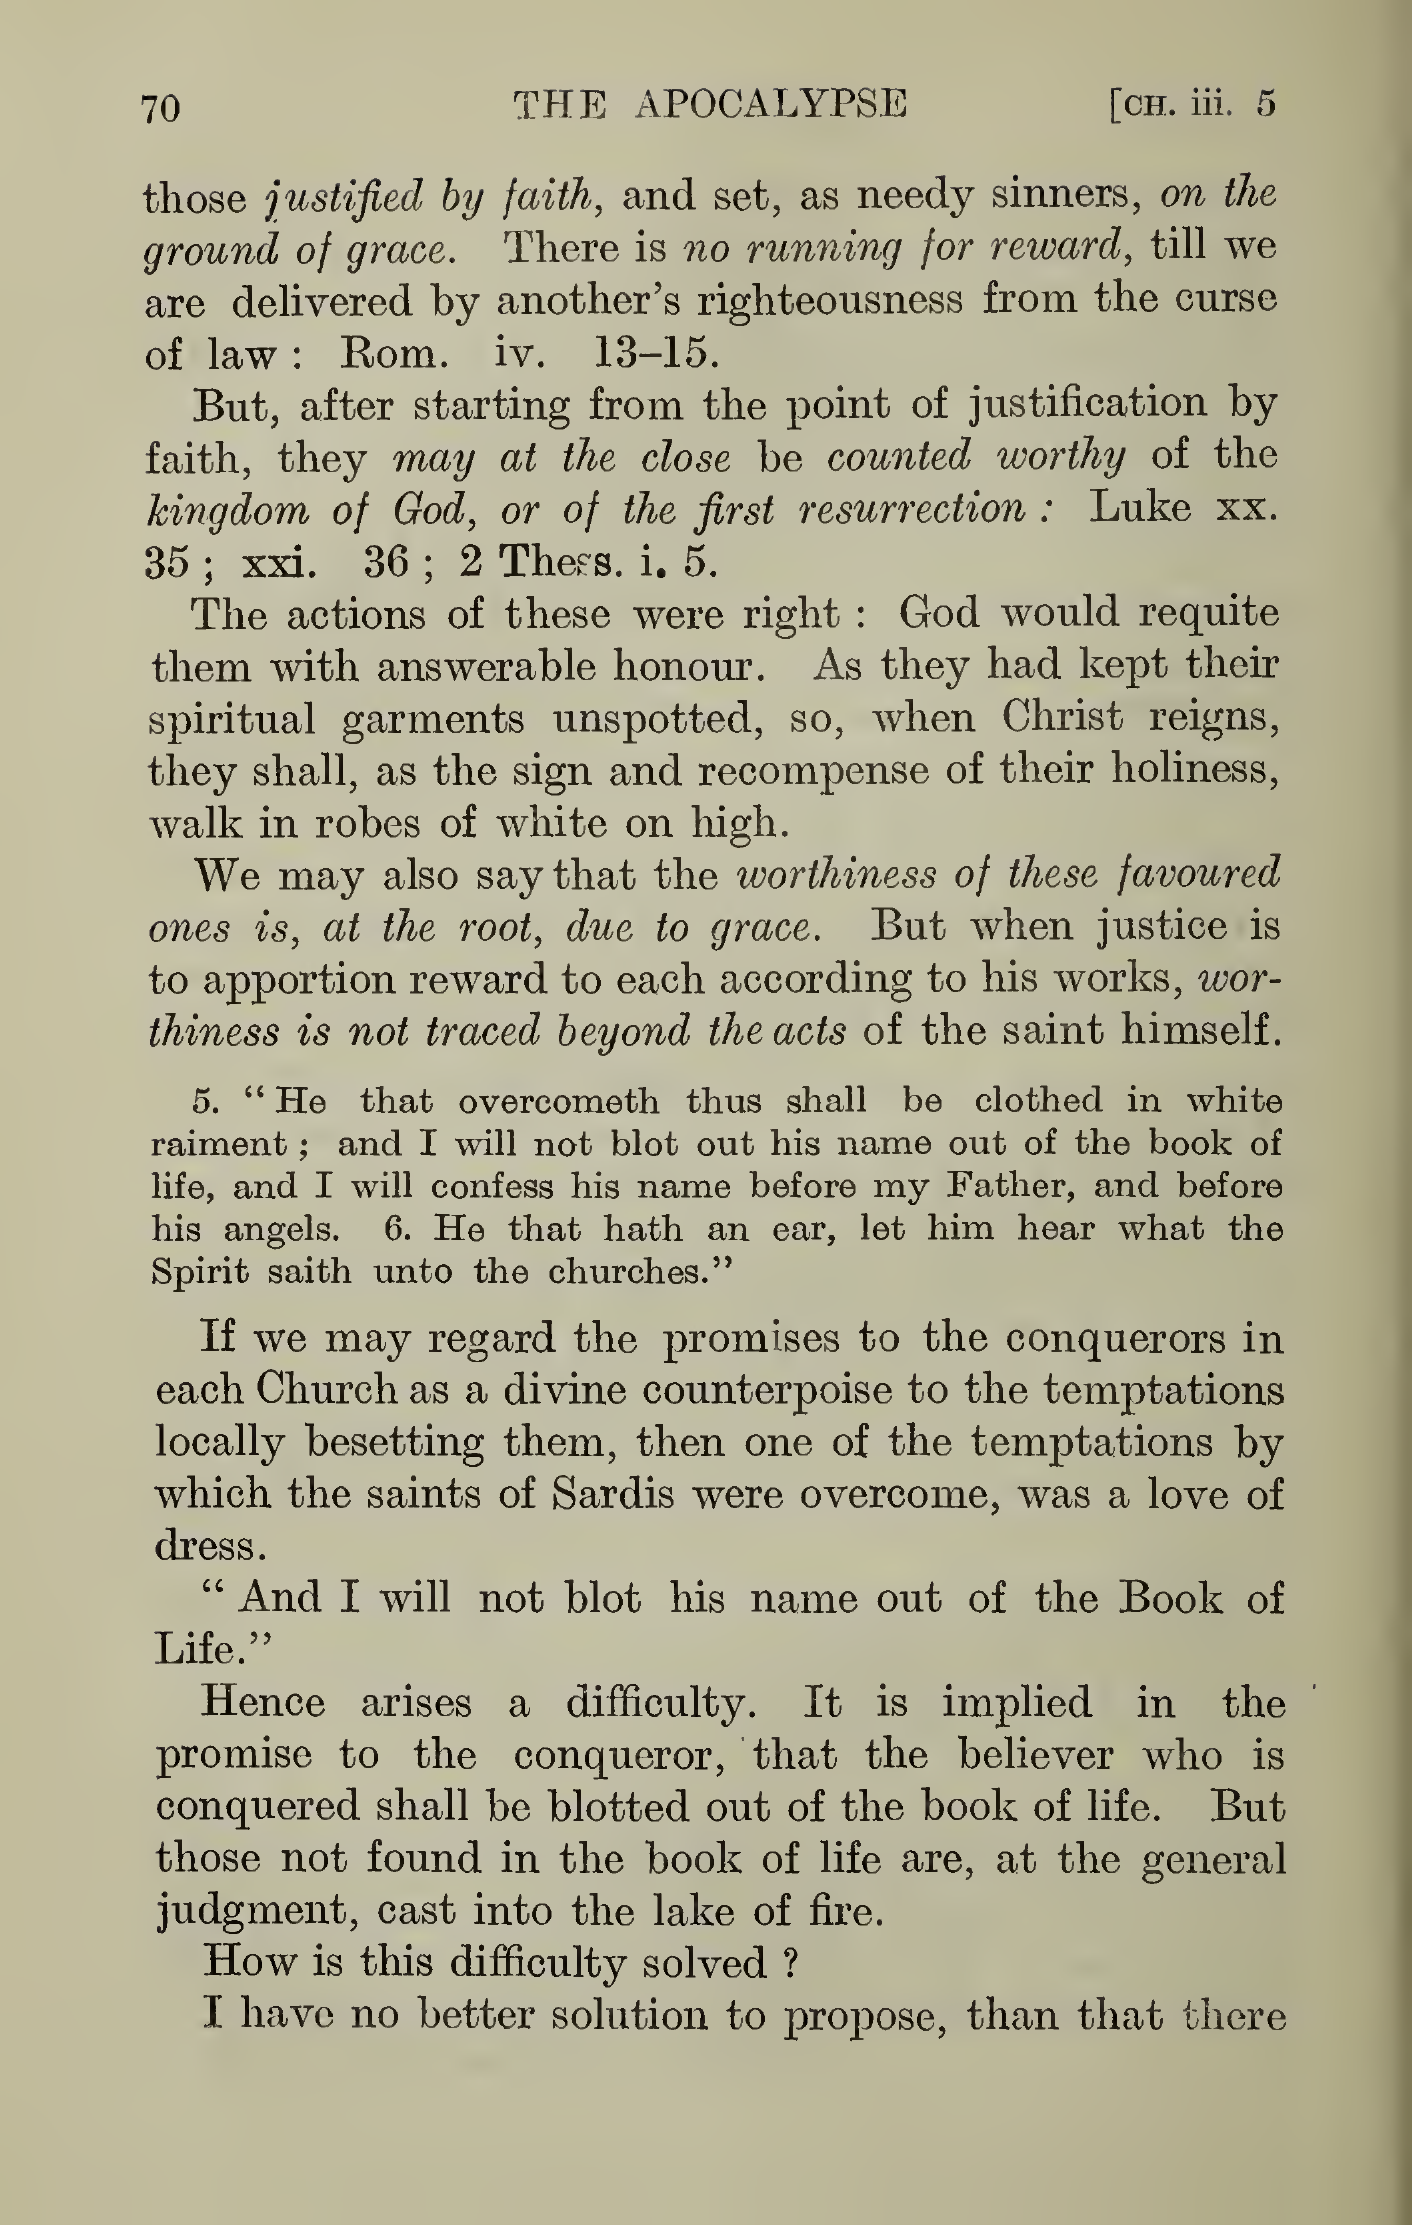 70 THE APOCALYPSE [CH. iii. 5
those justified by faith, and set, as needy sinners, on the
ground of grace. There is no running for reward, till we
are delivered by another's righteousness from the curse
of law : Rom. iv. 13–15.
But, after starting from the point of justification by
faith, they may at the close be counted worthy of the
kingdom of God, or of the first resurrection : Luke xx.
35 ; xxi. 36 ; 2 Thess. i. 5.
The actions of these were right : God would requite
them with answerable honour. As they had kept their
spiritual garments unspotted, so, when Christ reigns,
they shall, as the sign and recompense of their holiness,
walk in robes of white on high.
We may also say that the worthiness of these favoured
ones is, at the root, due to grace. But when justice is
to apportion reward to each according to his works, wor-
thiness is not traced beyond the acts of the saint himself.
5. " He that overcometh thus shall be clothed in white
raiment ; and I will not blot out his name out of the book of
life, and I will confess his name before my Father, and before
his angels. 6. He that hath an ear, let him hear what the
Spirit saith unto the churches."
If we may regard the promises to the conquerors in
each Church as a divine counterpoise to the temptations
locally besetting them, then one of the temptations by
which the saints of Sardis were overcome, was a love of
dress.
" And I will not blot his name out of the Book of
Life."
Hence arises a difficulty. It is implied in the
promise to the conqueror, that the believer who is
conquered shall be blotted out of the book of life. But
those not found in the book of life are, at the general
judgment, cast into the lake of fire.
How is this difficulty solved ?
I have no better solution to propose, than that there